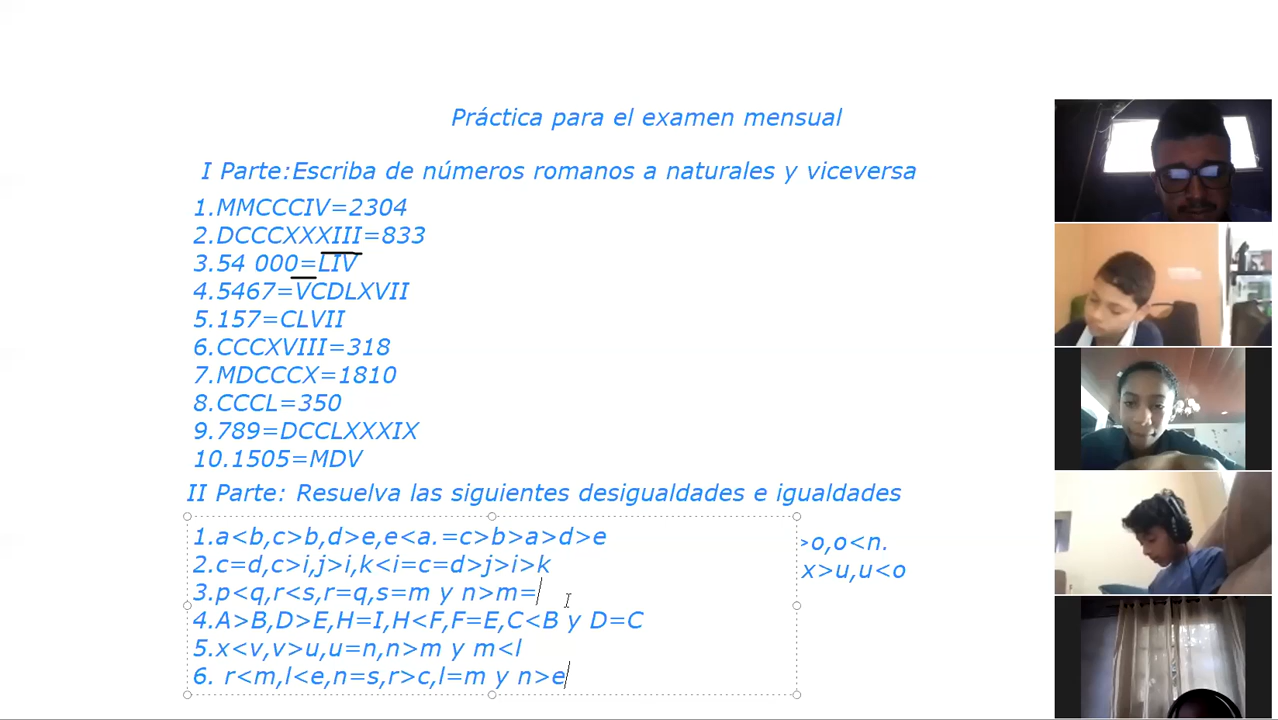 Práctica para el examen mensual
I Parte:Escriba de números romanos a naturales y viceversa
1.MMCCCIV=2304
2.DCCCXXXIII=833
3.54 000=LIV
4.5467=VCDLXVII
5.157=CLVII
6.CCCXVIII=318
7.MDCCCX=1810
8.CCCL=350
9.789=DCCLXXXIX
10.1505=MDV
II Parte: Resuelva las siguientes desigualdades e igualdades
1.a<b,c>b,d>e,e<a.=c>b>a>d>e
>o,o<n.
2.c=d,c>i,j>i,k<i=c=d>j>i>k
x>u,u<o
3.p<q,r<s,r=q,s=m y n>m=
4.A>B,D>E,H=I,H<F,F=E,C<B y D=C
5.x<v,v>u,u=n,n>m y m<l
6. r<m,l<e,n=s,r>c,l=m y n>e